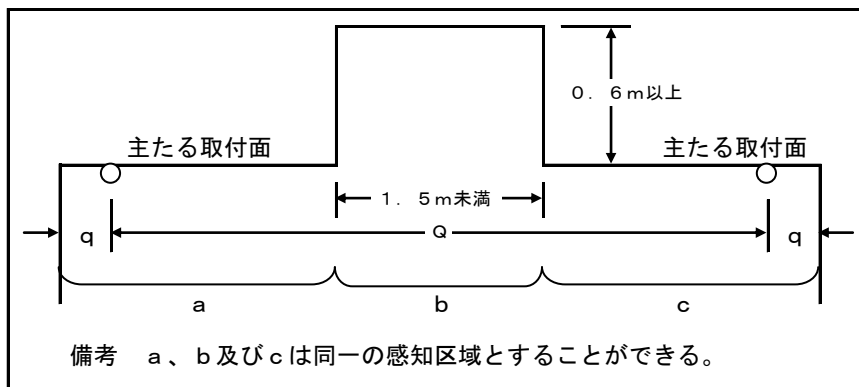 0．6m以上
主たる取付面
主たる取付面
1．5m未満
q
Q
q
a
b
c
備考　a、b及びcは同一の感知区域とすることができる。